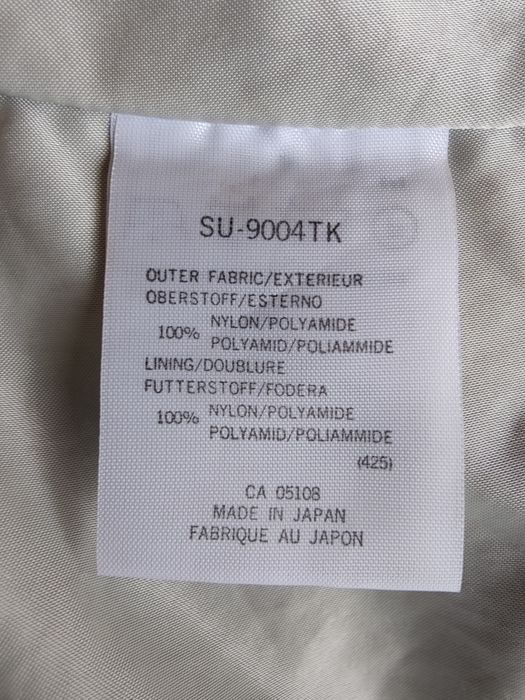 SU-9004TK
OUTER FABRIC/EXTERIEUR
OBERSTOFF/ESTERNO
100% NYLON/POLYAMIDE
POLYAMID/POLIAMMIDE
LINING/DOUBLURE
FUTTERSTOFF/FODERA
100% NYLON/POLYAMIDE
POLYAMID/POLIAMMIDE
(425)
CA 05108
MADE IN JAPAN
FABRIQUE AU JAPON